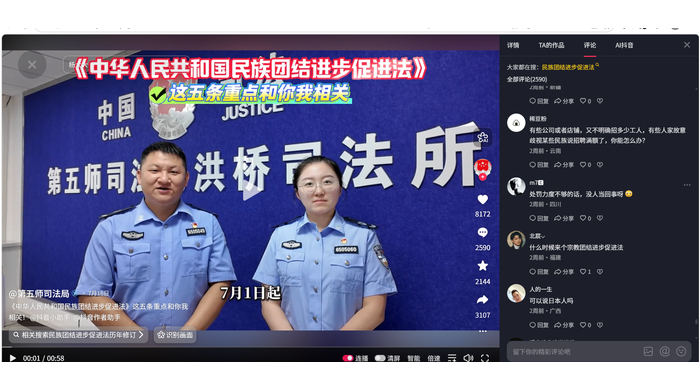 《中华人民共和国民族团结进步促进法》
这五条重点和你我相关
中国
CHINA
JUSTICE
第五师司法
洪桥司法所
7月1日起
@第五师司法局
《中华人民共和国民族团结进步促进法》这五条重点和你我
相关!
相关搜索民族团结进步促进法历年修订
识别画面
00:01 / 00:58
连播
清屏
智能
倍速
8172
2590
2144
3107
详情
TA的作品
评论
AI抖音
大家都在搜：民族团结进步促进法
全部评论(2590)
回复
分享
0
稀豆粉
有些公司或者店铺，又不明确招多少工人，有些人家故意
歧视某些民族说招聘满额了，你能怎么办？
2周前·云南
回复
分享
0
m7
处罚力度不够的话，没人当回事呀
2周前·四川
回复
分享
0
北宸
什么时候来个宗教团结进步促进法
2周前·福建
回复
分享
1
人的一生
可以说日本人吗
2周前·广西
回复
分享
0
留下你的精彩评论吧